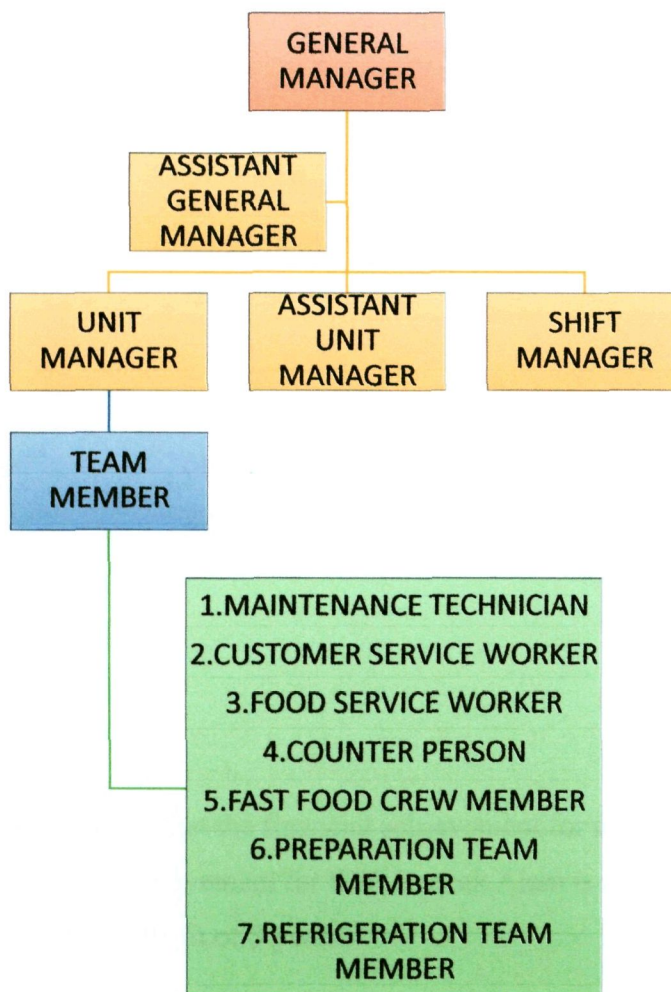 GENERAL
MANAGER
ASSISTANT
GENERAL
MANAGER
UNIT
MANAGER
ASSISTANT
UNIT
MANAGER
SHIFT
MANAGER
TEAM
MEMBER
1.MAINTENANCE TECHNICIAN
2.CUSTOMER SERVICE WORKER
3.FOOD SERVICE WORKER
4.COUNTER PERSON
5.FAST FOOD CREW MEMBER
6.PREPARATION TEAM
MEMBER
7.REFRIGERATION TEAM
MEMBER